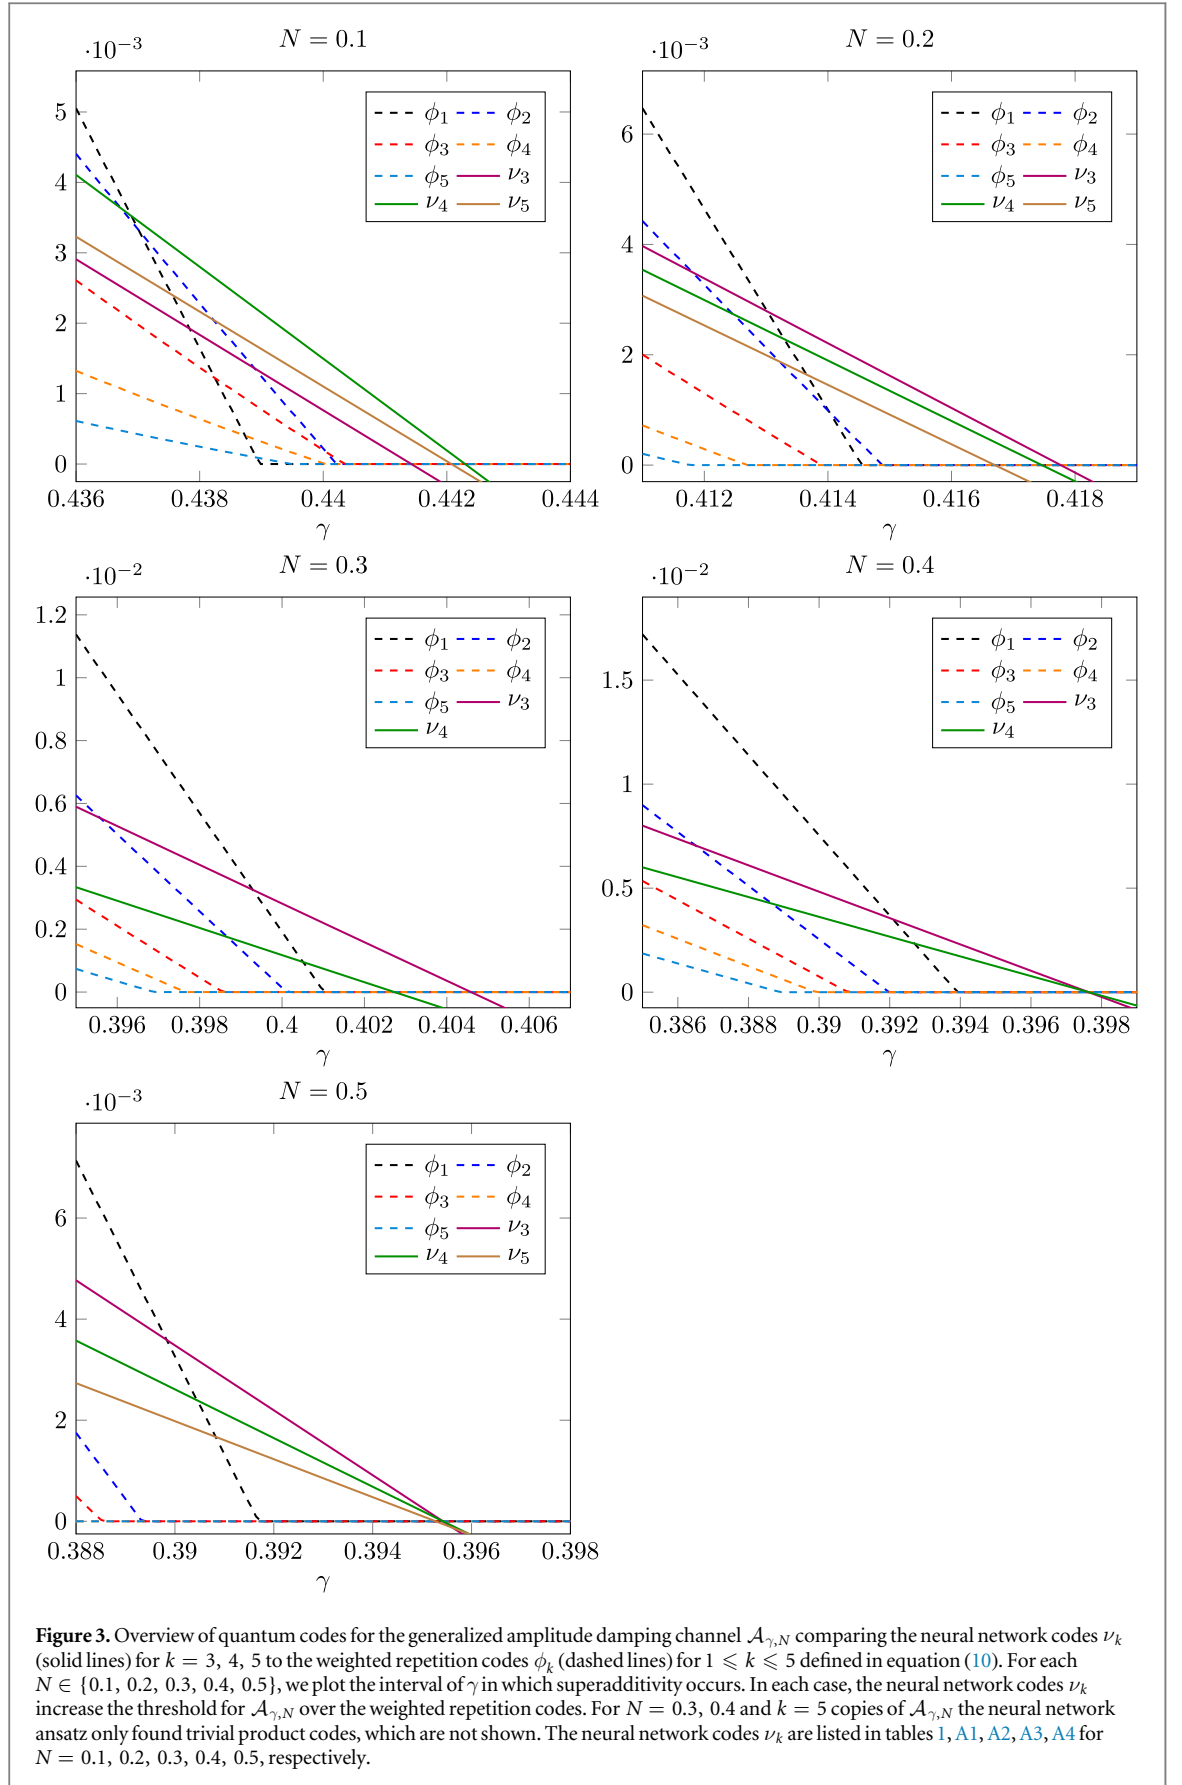 ·10⁻³
N = 0.1
5
4
3
2
1
0
ϕ₁ ϕ₂
ϕ₃ ϕ₄
ϕ₅ ν₃
ν₄ ν₅
0.436 0.438 0.44 0.442 0.444
γ
·10⁻³
N = 0.2
6
4
2
0
ϕ₁ ϕ₂
ϕ₃ ϕ₄
ϕ₅ ν₃
ν₄ ν₅
0.412 0.414 0.416 0.418
γ
·10⁻²
N = 0.3
1.2
1
0.8
0.6
0.4
0.2
0
ϕ₁ ϕ₂
ϕ₃ ϕ₄
ϕ₅ ν₃
ν₄
0.396 0.398 0.4 0.402 0.404 0.406
γ
·10⁻²
N = 0.4
1.5
1
0.5
0
ϕ₁ ϕ₂
ϕ₃ ϕ₄
ϕ₅ ν₃
ν₄
0.386 0.388 0.39 0.392 0.394 0.396 0.398
γ
·10⁻³
N = 0.5
6
4
2
0
ϕ₁ ϕ₂
ϕ₃ ϕ₄
ϕ₅ ν₃
ν₄ ν₅
0.388 0.39 0.392 0.394 0.396 0.398
γ
Figure 3. Overview of quantum codes for the generalized amplitude damping channel 𝒜γ,N comparing the neural network codes νₖ
(solid lines) for k = 3, 4, 5 to the weighted repetition codes ϕₖ (dashed lines) for 1 ⩽ k ⩽ 5 defined in equation (10). For each
N ∈ {0.1, 0.2, 0.3, 0.4, 0.5}, we plot the interval of γ in which superadditivity occurs. In each case, the neural network codes νₖ
increase the threshold for 𝒜γ,N over the weighted repetition codes. For N = 0.3, 0.4 and k = 5 copies of 𝒜γ,N the neural network
ansatz only found trivial product codes, which are not shown. The neural network codes νₖ are listed in tables 1, A1, A2, A3, A4 for
N = 0.1, 0.2, 0.3, 0.4, 0.5, respectively.